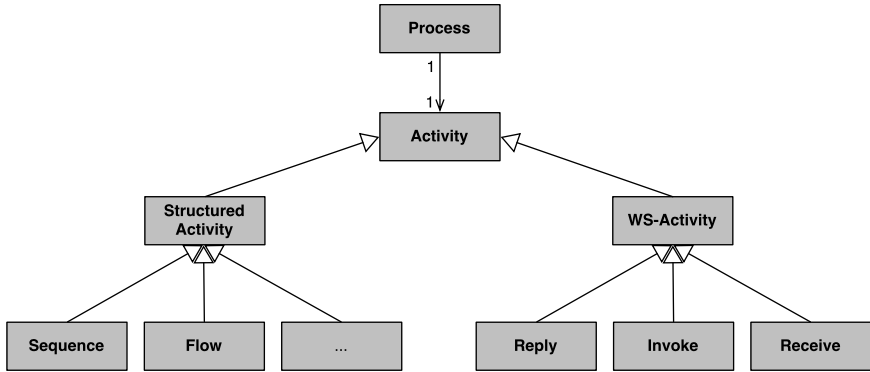 Process
1
1
Activity
Structured
Activity
WS-Activity
Sequence
Flow
...
Reply
Invoke
Receive